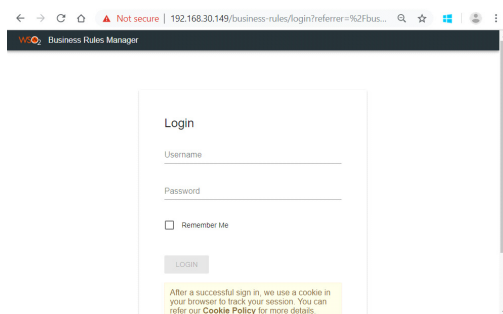 Not secure | 192.168.30.149/business-rules/login?referrer=%2Fbus...
WSO2 Business Rules Manager
Login
Username
Password
Remember Me
LOGIN
After a successful sign in, we use a cookie in
your browser to track your session. You can
refer our Cookie Policy for more details.